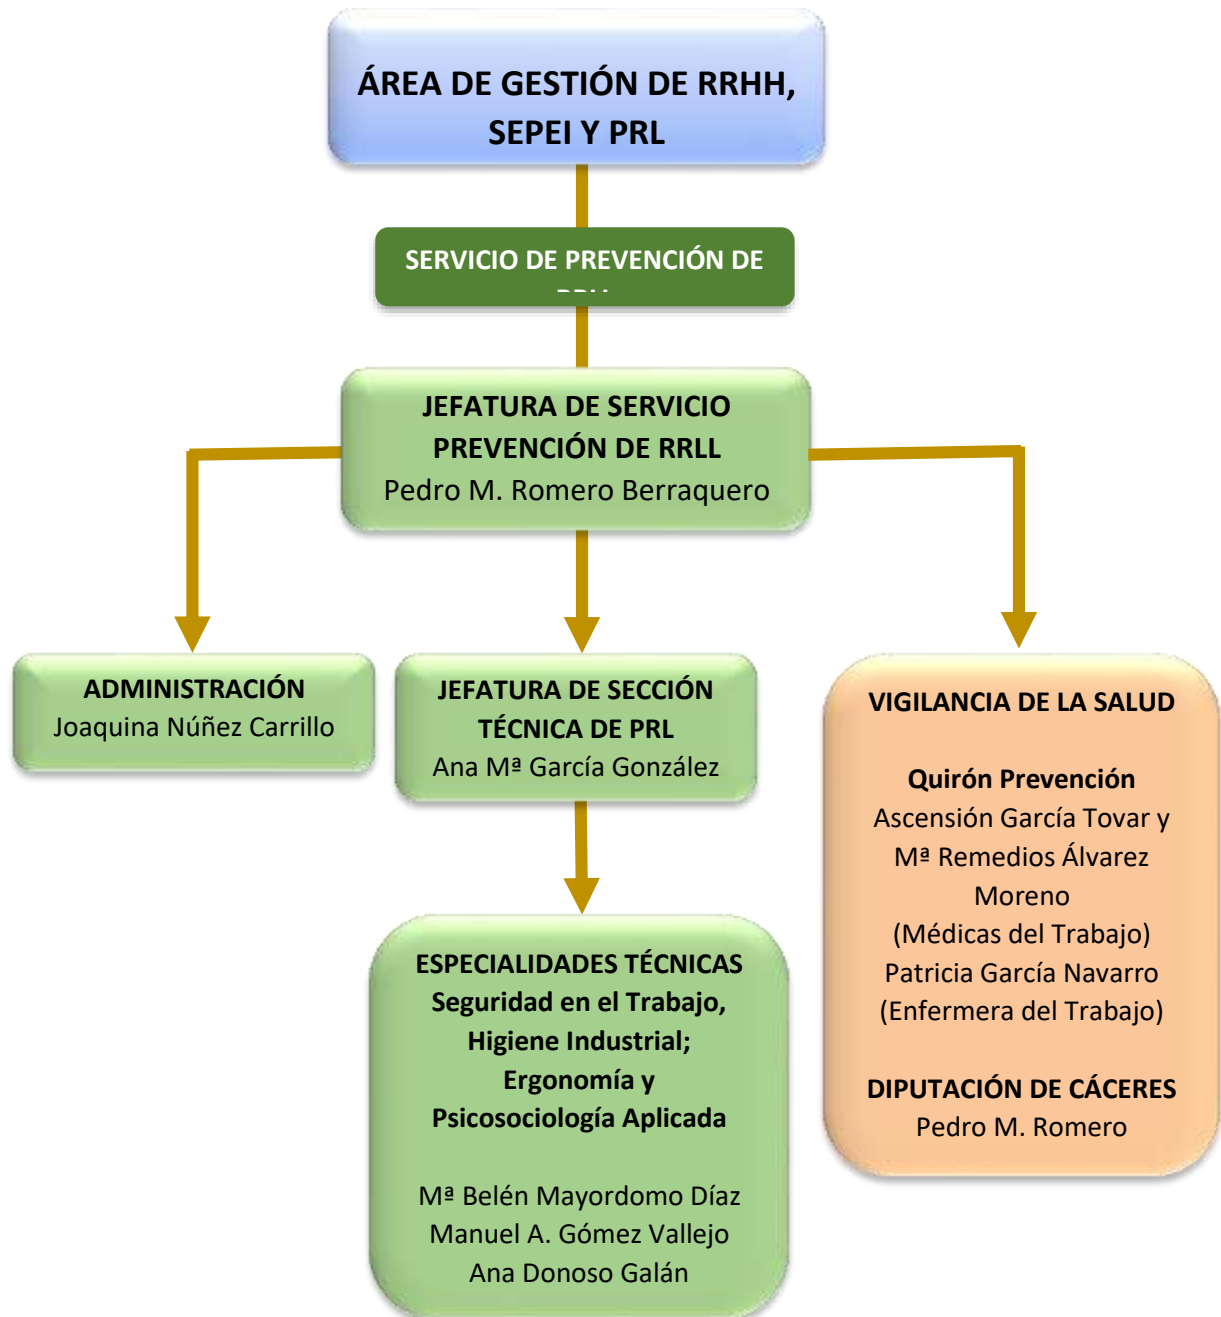 ÁREA DE GESTIÓN DE RRHH,
SEPEI Y PRL
SERVICIO DE PREVENCIÓN DE
JEFATURA DE SERVICIO
PREVENCIÓN DE RRLL
Pedro M. Romero Berraquero
ADMINISTRACIÓN
Joaquina Núñez Carrillo
JEFATURA DE SECCIÓN
TÉCNICA DE PRL
Ana Mª García González
VIGILANCIA DE LA SALUD
Quirón Prevención
Ascensión García Tovar y
Mª Remedios Álvarez
Moreno
(Médicas del Trabajo)
Patricia García Navarro
(Enfermera del Trabajo)
DIPUTACIÓN DE CÁCERES
Pedro M. Romero
ESPECIALIDADES TÉCNICAS
Seguridad en el Trabajo,
Higiene Industrial;
Ergonomía y
Psicosociología Aplicada
Mª Belén Mayordomo Díaz
Manuel A. Gómez Vallejo
Ana Donoso Galán